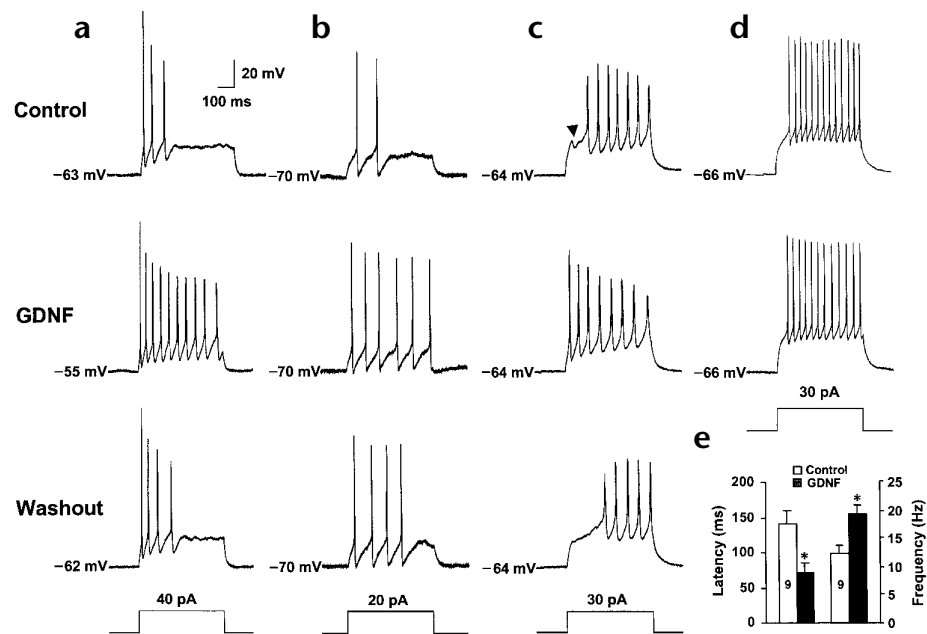 a b c d
20 mV
100 ms
Control
−63 mV −70 mV −64 mV −66 mV
GDNF
−55 mV −70 mV −64 mV −66 mV
30 pA
e
Control
GDNF
Washout
−62 mV −70 mV −64 mV
40 pA 20 pA 30 pA
Latency (ms)
200
150
100
50
0
9 * 9 *
25
20
15
10
5
0
Frequency (Hz)